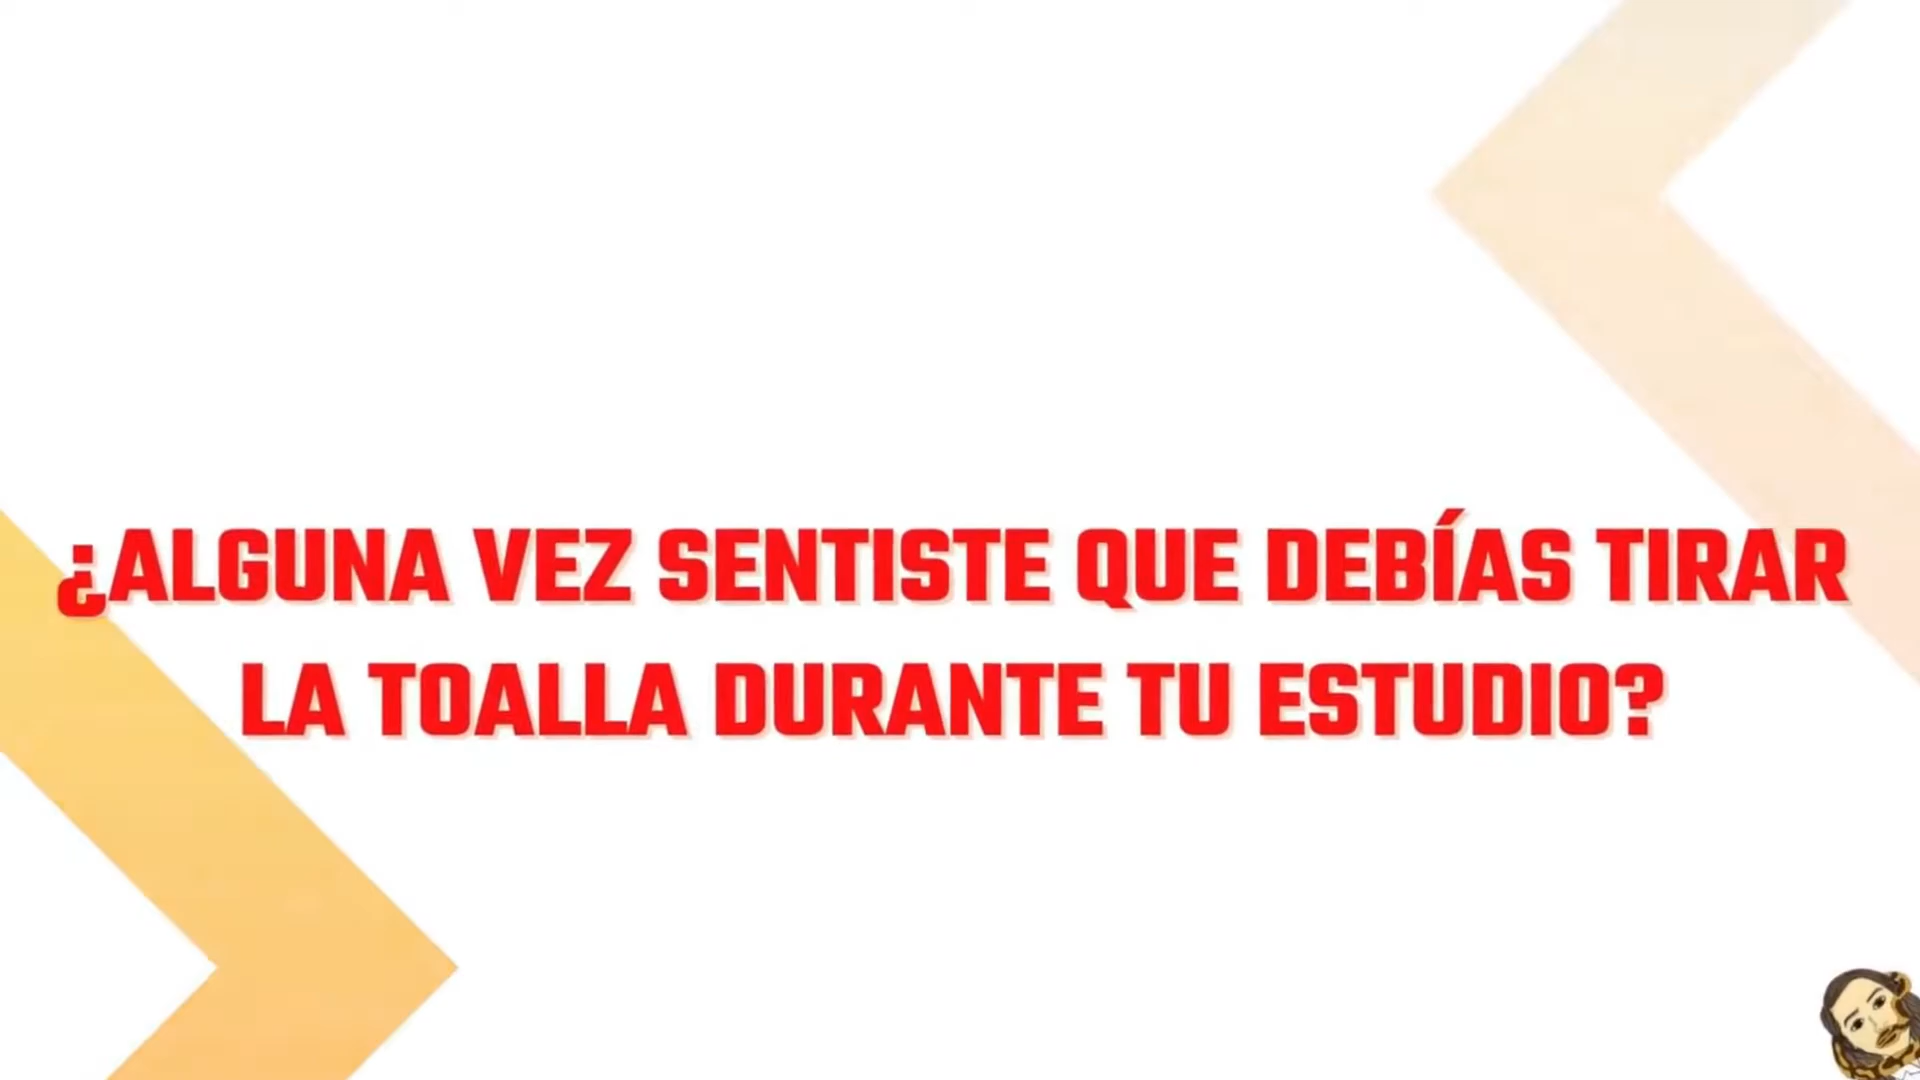 ¿ALGUNA VEZ SENTISTE QUE DEBÍAS TIRAR
LA TOALLA DURANTE TU ESTUDIO?